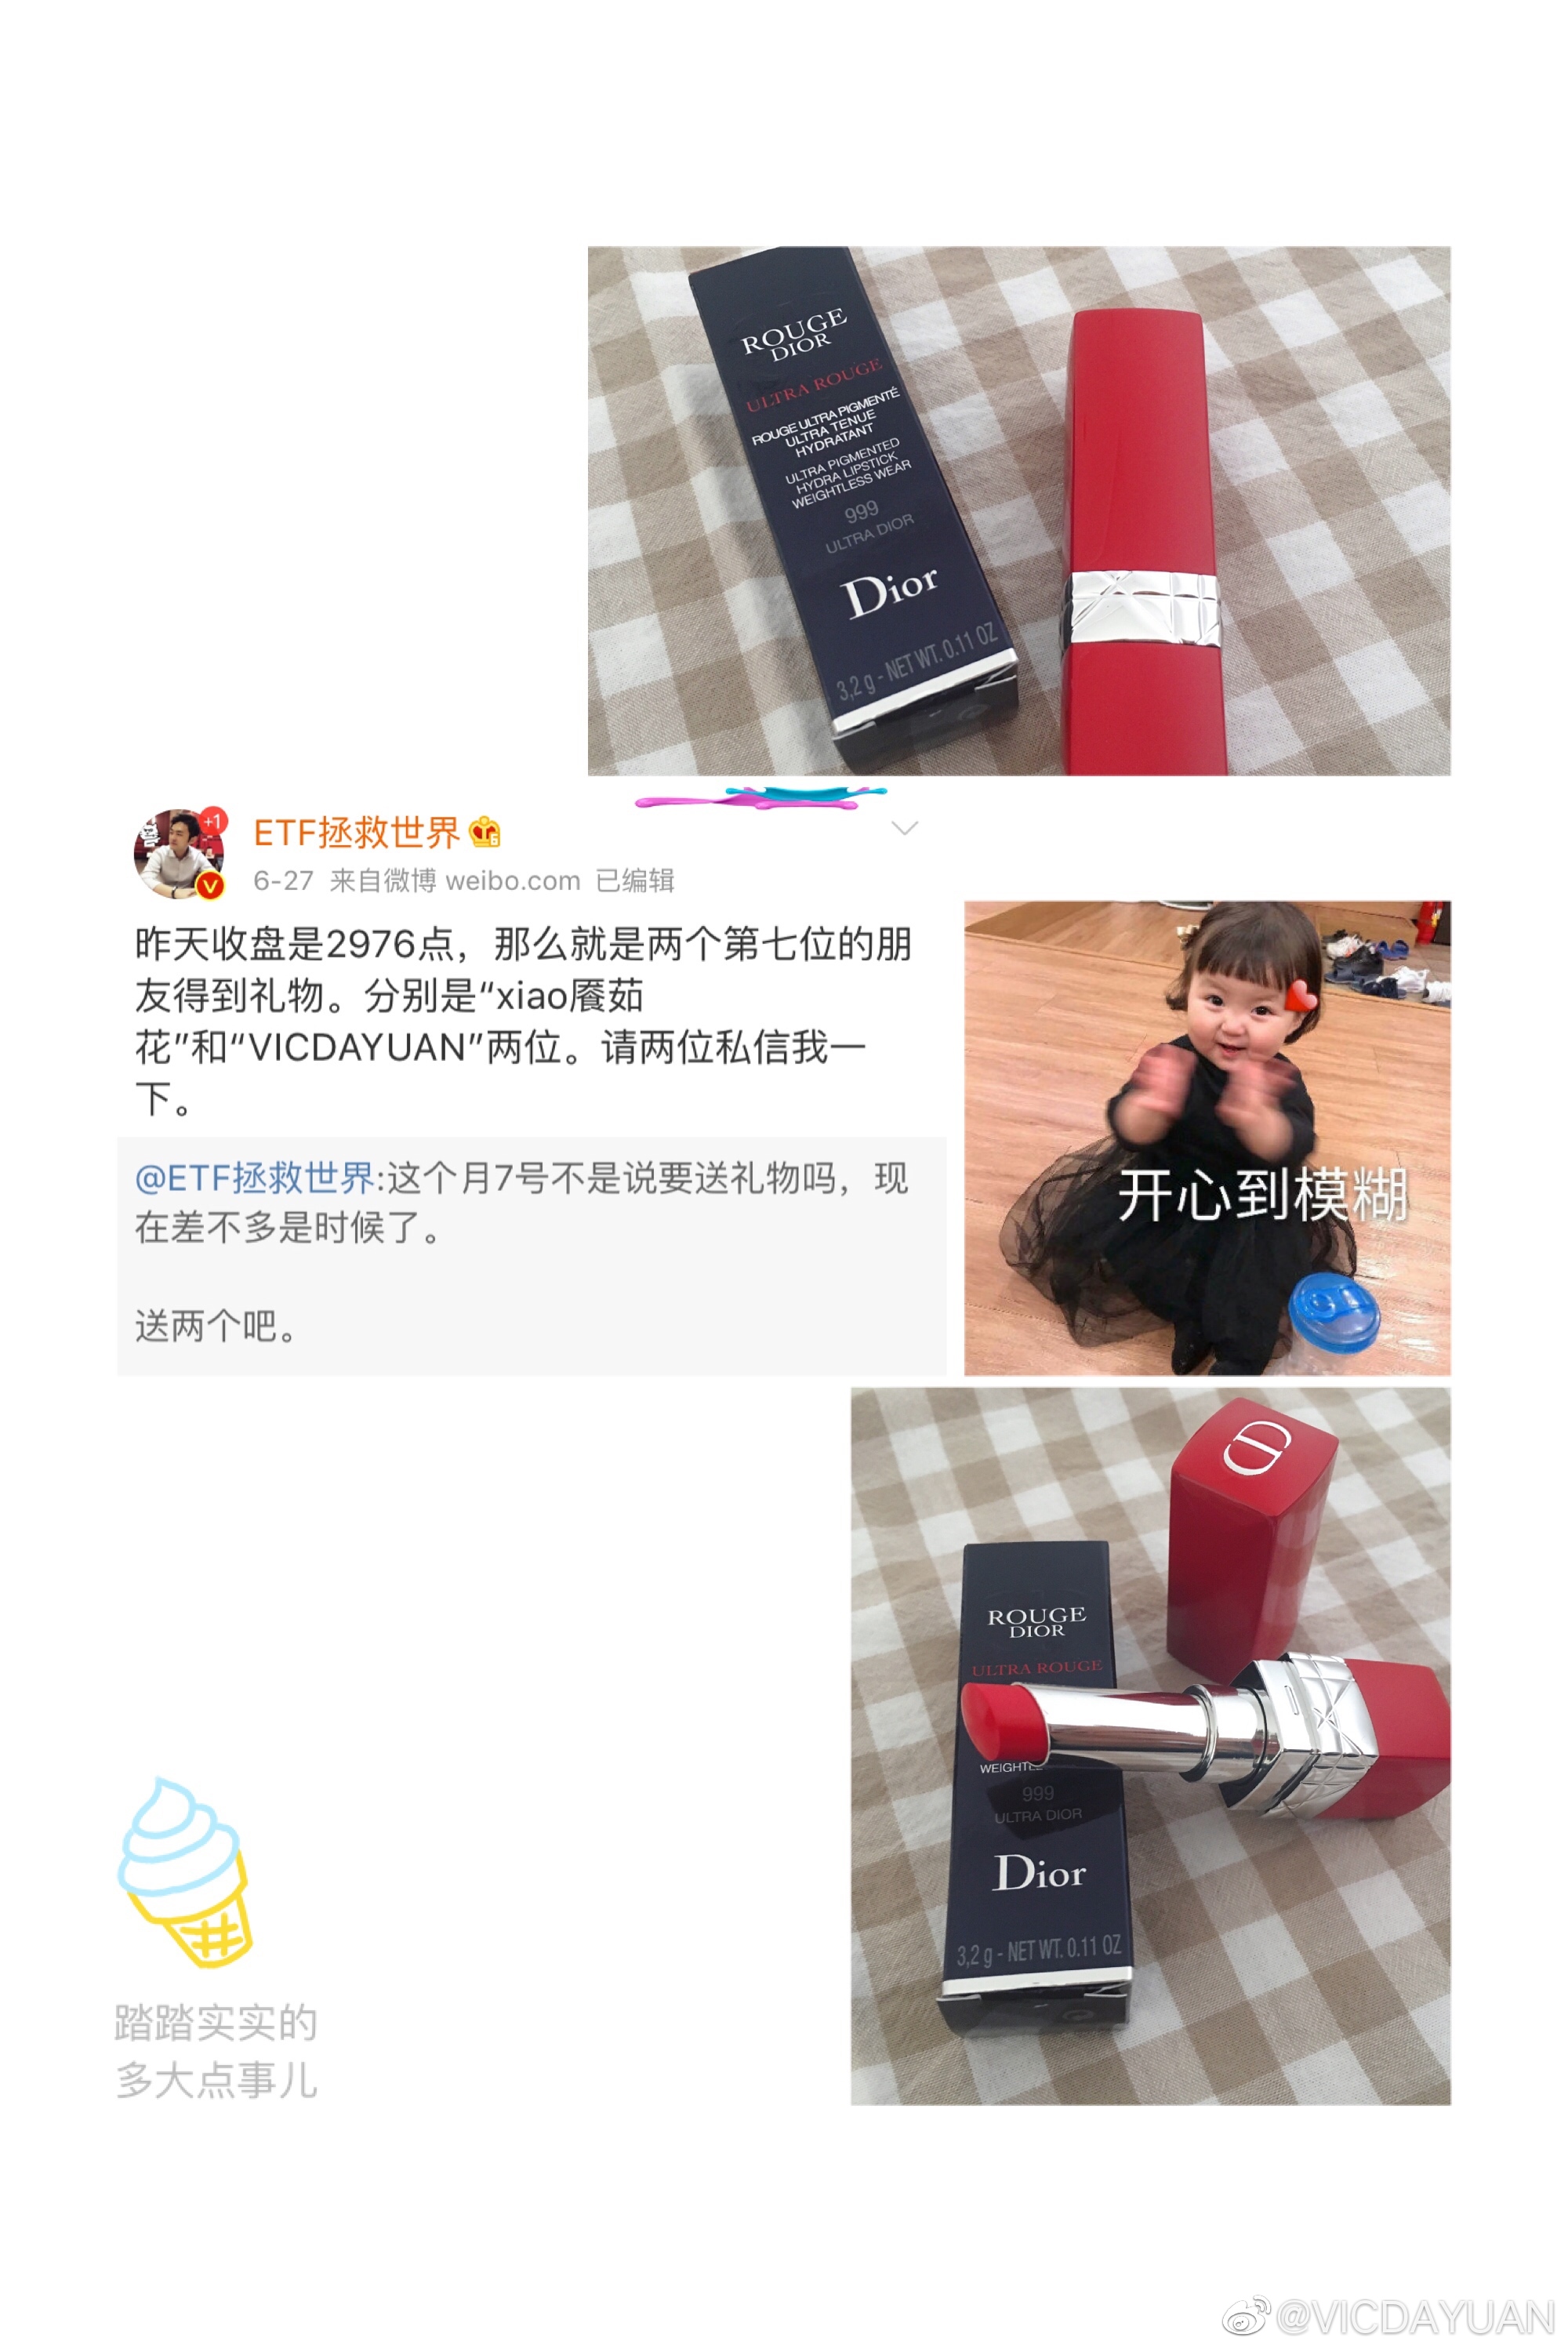 ROUGE
DIOR
ULTRA ROUGE
ROUGE ULTRA PIGMENTÉ
ULTRA TENUE
HYDRATANT
ULTRA PIGMENTED
HYDRA LIPSTICK
WEIGHTLESS WEAR
999
ULTRA DIOR
Dior
3,2 g - NET WT. 0.11 OZ
+1
V
ETF拯救世界
6
6-27 来自微博 weibo.com 已编辑
昨天收盘是2976点，那么就是两个第七位的朋
友得到礼物。分别是“xiao餍茹
花”和“VICDAYUAN”两位。请两位私信我一
下。
@ETF拯救世界:这个月7号不是说要送礼物吗，现
在差不多是时候了。
送两个吧。
开心到模糊
CD
ROUGE
DIOR
ULTRA ROUGE
999
ULTRA DIOR
Dior
3,2 g - NET WT. 0.11 OZ
踏踏实实的
多大点事儿
@VICDAYUAN